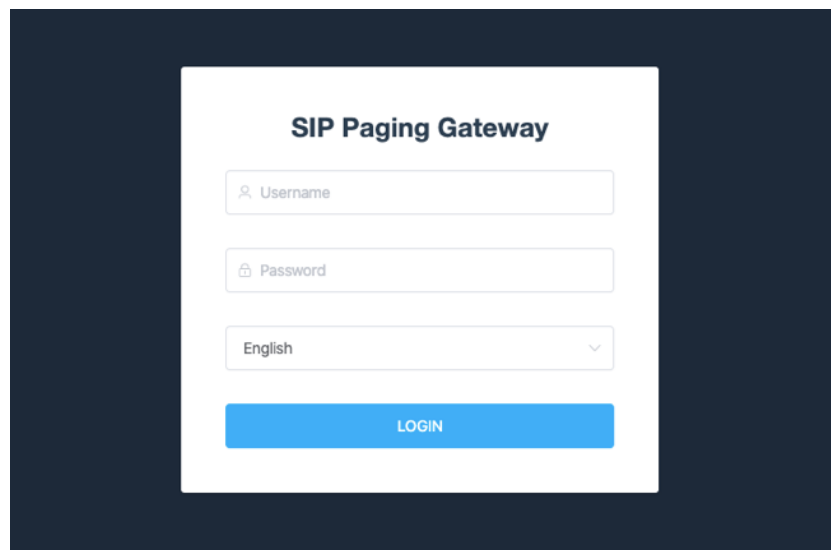 SIP Paging Gateway
Username
Password
English
LOGIN